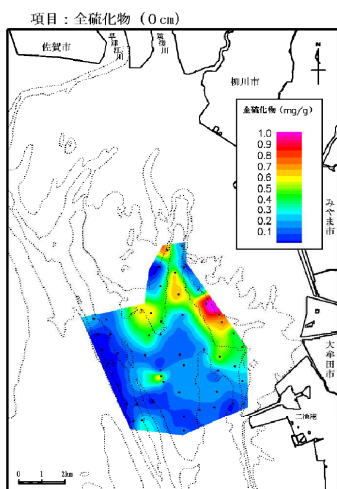 項目：全硫化物（０ｃｍ）
佐賀市
早津江川
筑後川
柳川市
N
全硫化物(mg/g)
1.0
0.9
0.8
0.7
0.6
0.5
0.4
0.3
0.2
0.1
みやま市
大牟田市
三池港
0 1 2km